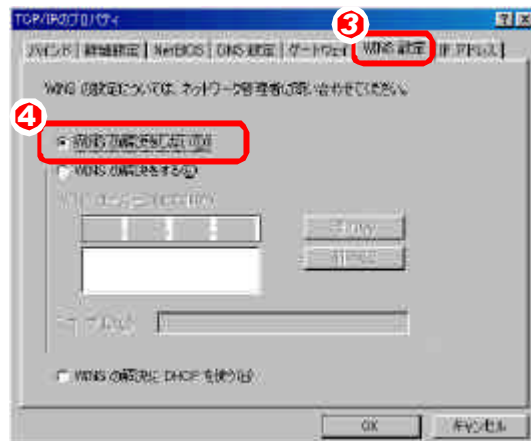 TCP/IPのプロパティ
③
バインド 詳細設定 NetBIOS DNS 設定 ゲートウェイ WINS 設定 IP アドレス
WINS の設定については、ネットワーク管理者に問い合わせてください。
④
WINS の解決をしない(D)
WINS の解決をする(E)
WINS の解決に DHCP を使う(H)
OK キャンセル